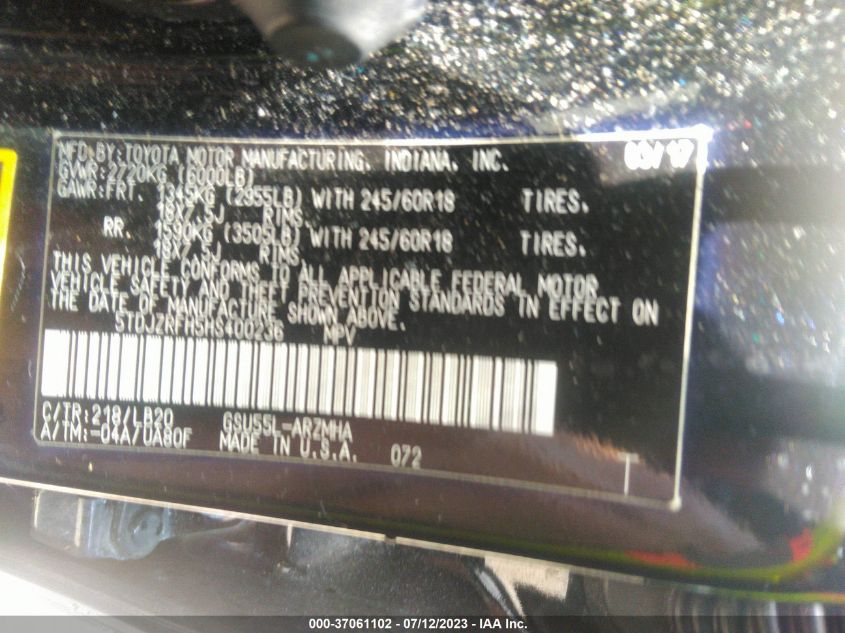 MFD.BY:TOYOTA MOTOR MANUFACTURING, INDIANA, INC. 03/17
GVWR:2720KG (6000LB)
GAWR:FRT. 1345KG (2955LB) WITH 245/60R18 TIRES.
18X7.5J RIMS,
RR. 1590KG (3505LB) WITH 245/60R18 TIRES.
18X7.5J RIMS,
THIS VEHICLE CONFORMS TO ALL APPLICABLE FEDERAL MOTOR
VEHICLE SAFETY AND THEFT PREVENTION STANDARDS IN EFFECT ON
THE DATE OF MANUFACTURE SHOWN ABOVE.
5TDJZRFH5HS400236 MPV
C/TR:218/LB20 GSU55L-ARZMHA
A/TM:-04A/UA80F MADE IN U.S.A. 072
000-37061102 - 07/12/2023 - IAA Inc.